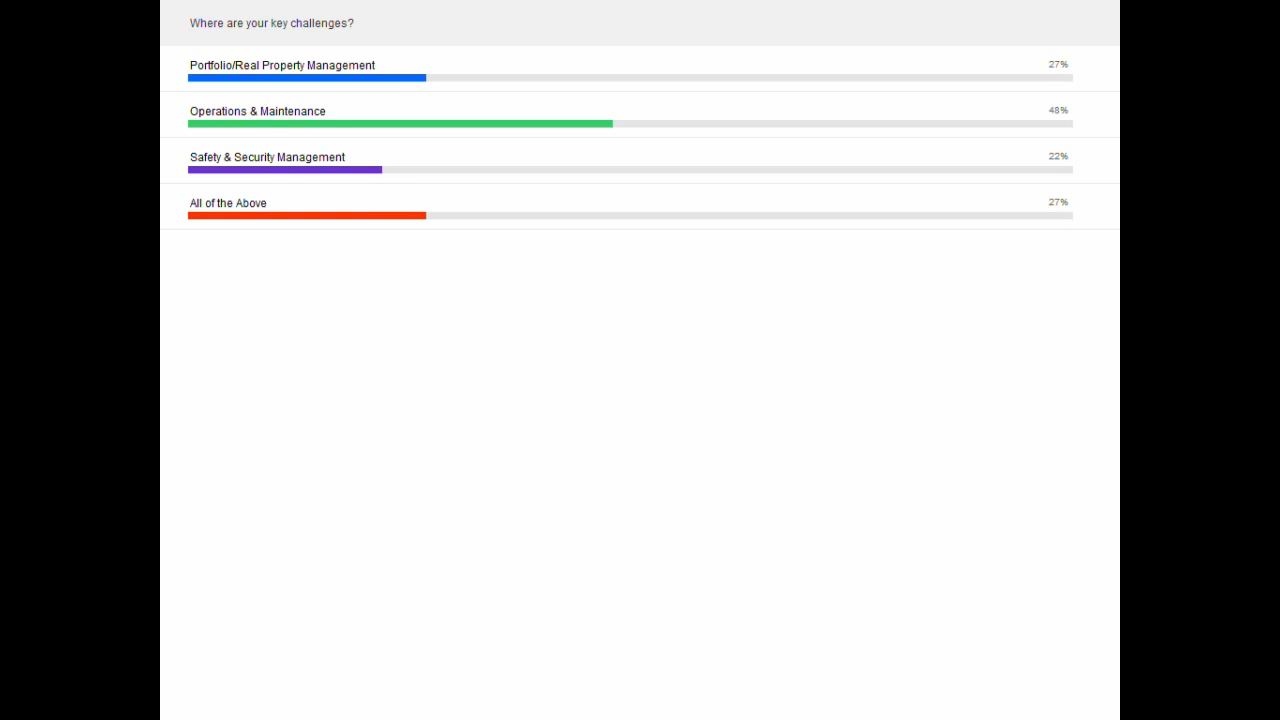 Where are your key challenges?
Portfolio/Real Property Management 27%
Operations & Maintenance 48%
Safety & Security Management 22%
All of the Above 27%